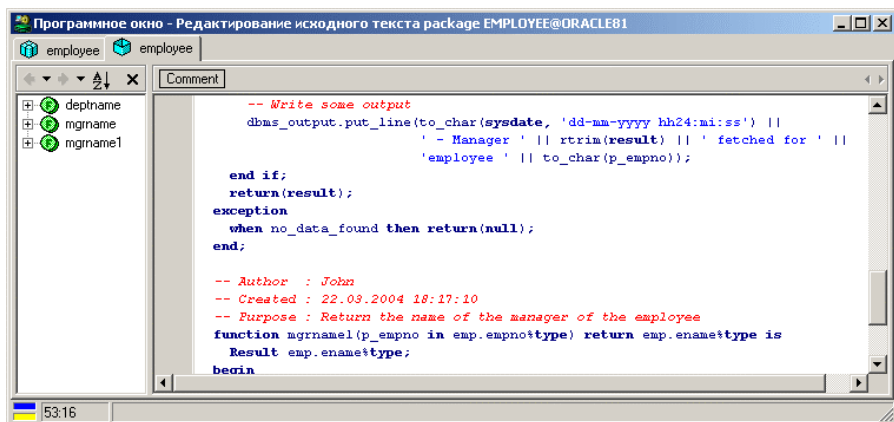 Программное окно - Редактирование исходного текста package EMPLOYEE@ORACLE81
employee employee
Comment
deptname
mgrname
mgrname1
-- Write some output
dbms_output.put_line(to_char(sysdate, 'dd-mm-yyyy hh24:mi:ss') ||
' - Manager ' || rtrim(result) || ' fetched for ' ||
'employee ' || to_char(p_empno));
end if;
return(result);
exception
when no_data_found then return(null);
end;
-- Author : John
-- Created : 22.03.2004 18:17:10
-- Purpose : Return the name of the manager of the employee
function mgrname1(p_empno in emp.empno%type) return emp.ename%type is
Result emp.ename%type;
begin
53:16